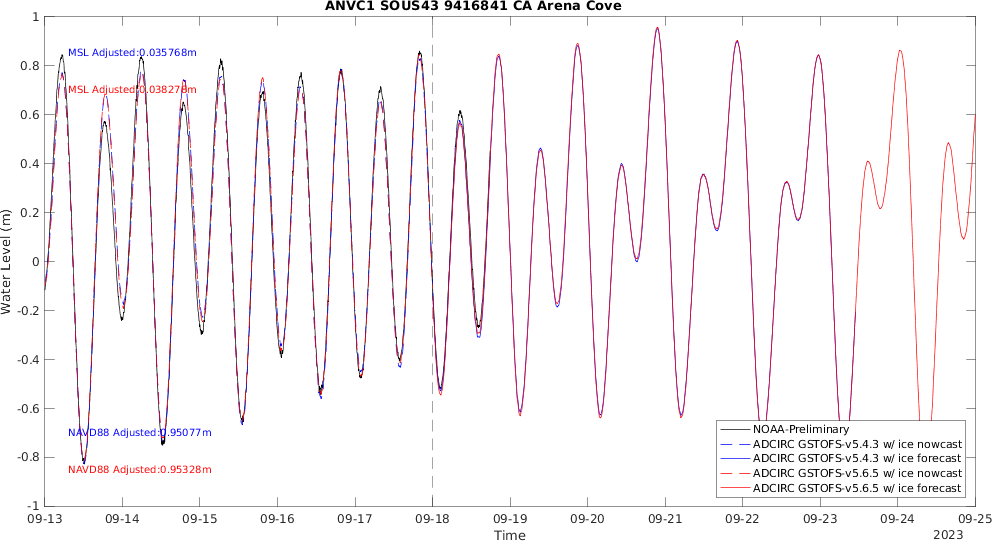 ANVC1 SOUS43 9416841 CA Arena Cove
Water Level (m)
1
0.8
0.6
0.4
0.2
0
-0.2
-0.4
-0.6
-0.8
-1
MSL Adjusted:0.035768m
MSL Adjusted:0.038278m
NAVD88 Adjusted:0.95077m
NAVD88 Adjusted:0.95328m
NOAA-Preliminary
ADCIRC GSTOFS-v5.4.3 w/ ice nowcast
ADCIRC GSTOFS-v5.4.3 w/ ice forecast
ADCIRC GSTOFS-v5.6.5 w/ ice nowcast
ADCIRC GSTOFS-v5.6.5 w/ ice forecast
09-13 09-14 09-15 09-16 09-17 09-18 09-19 09-20 09-21 09-22 09-23 09-24 09-25
Time
2023